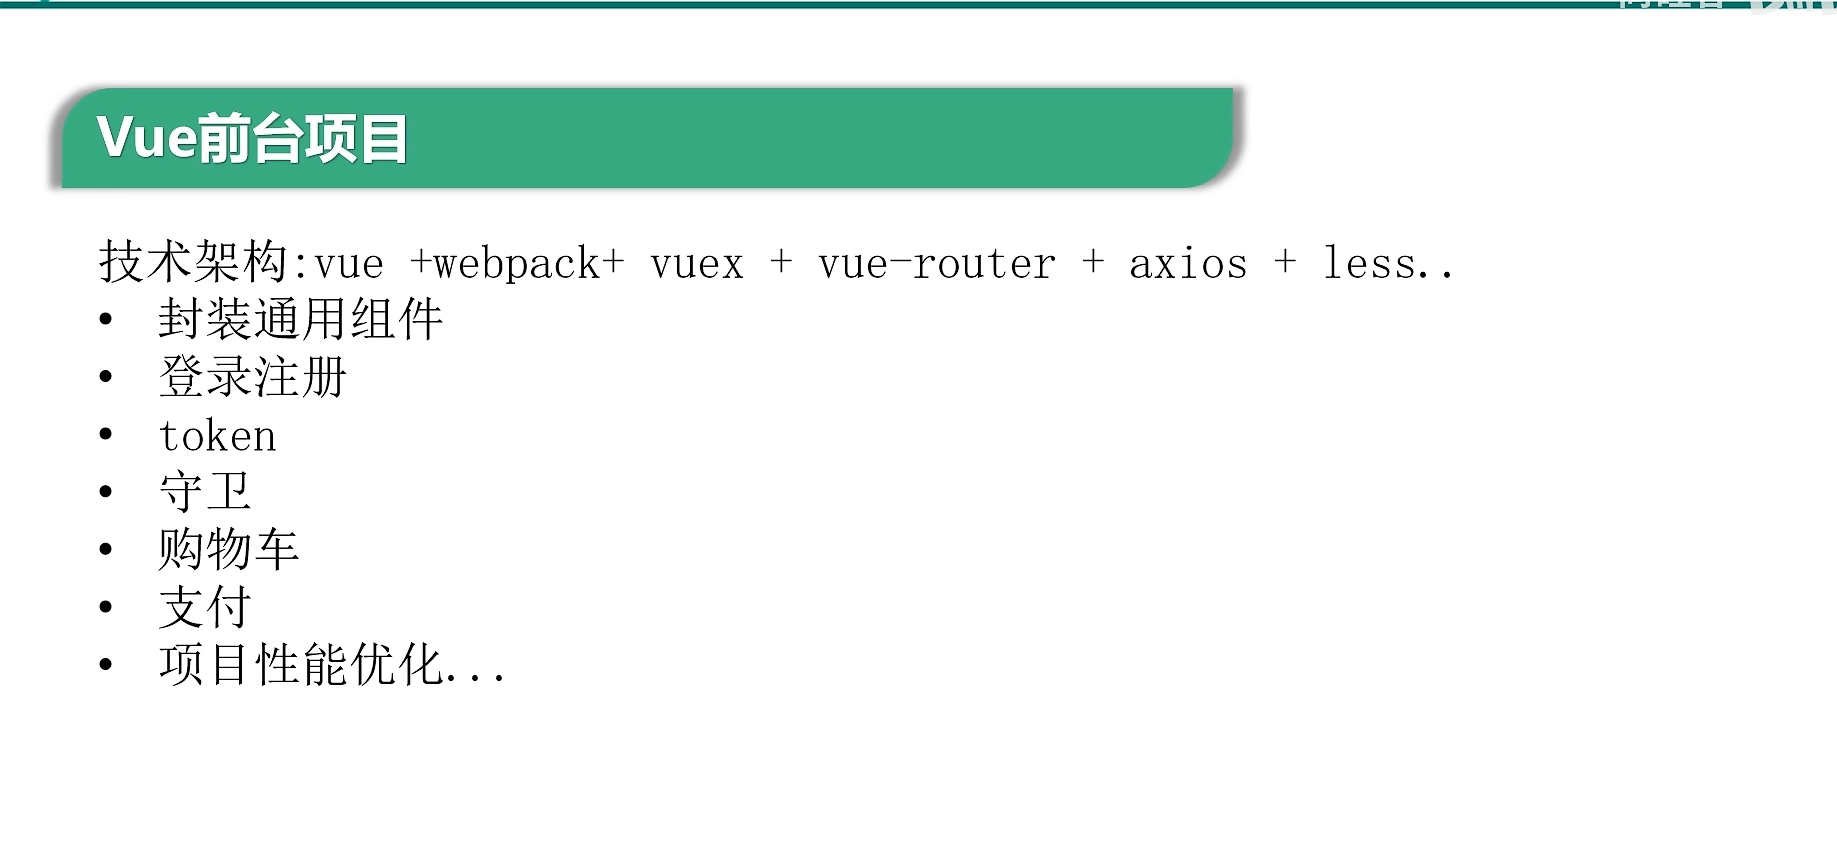 Vue前台项目
技术架构:vue +webpack+ vuex + vue-router + axios + less..
• 封装通用组件
• 登录注册
• token
• 守卫
• 购物车
• 支付
• 项目性能优化...